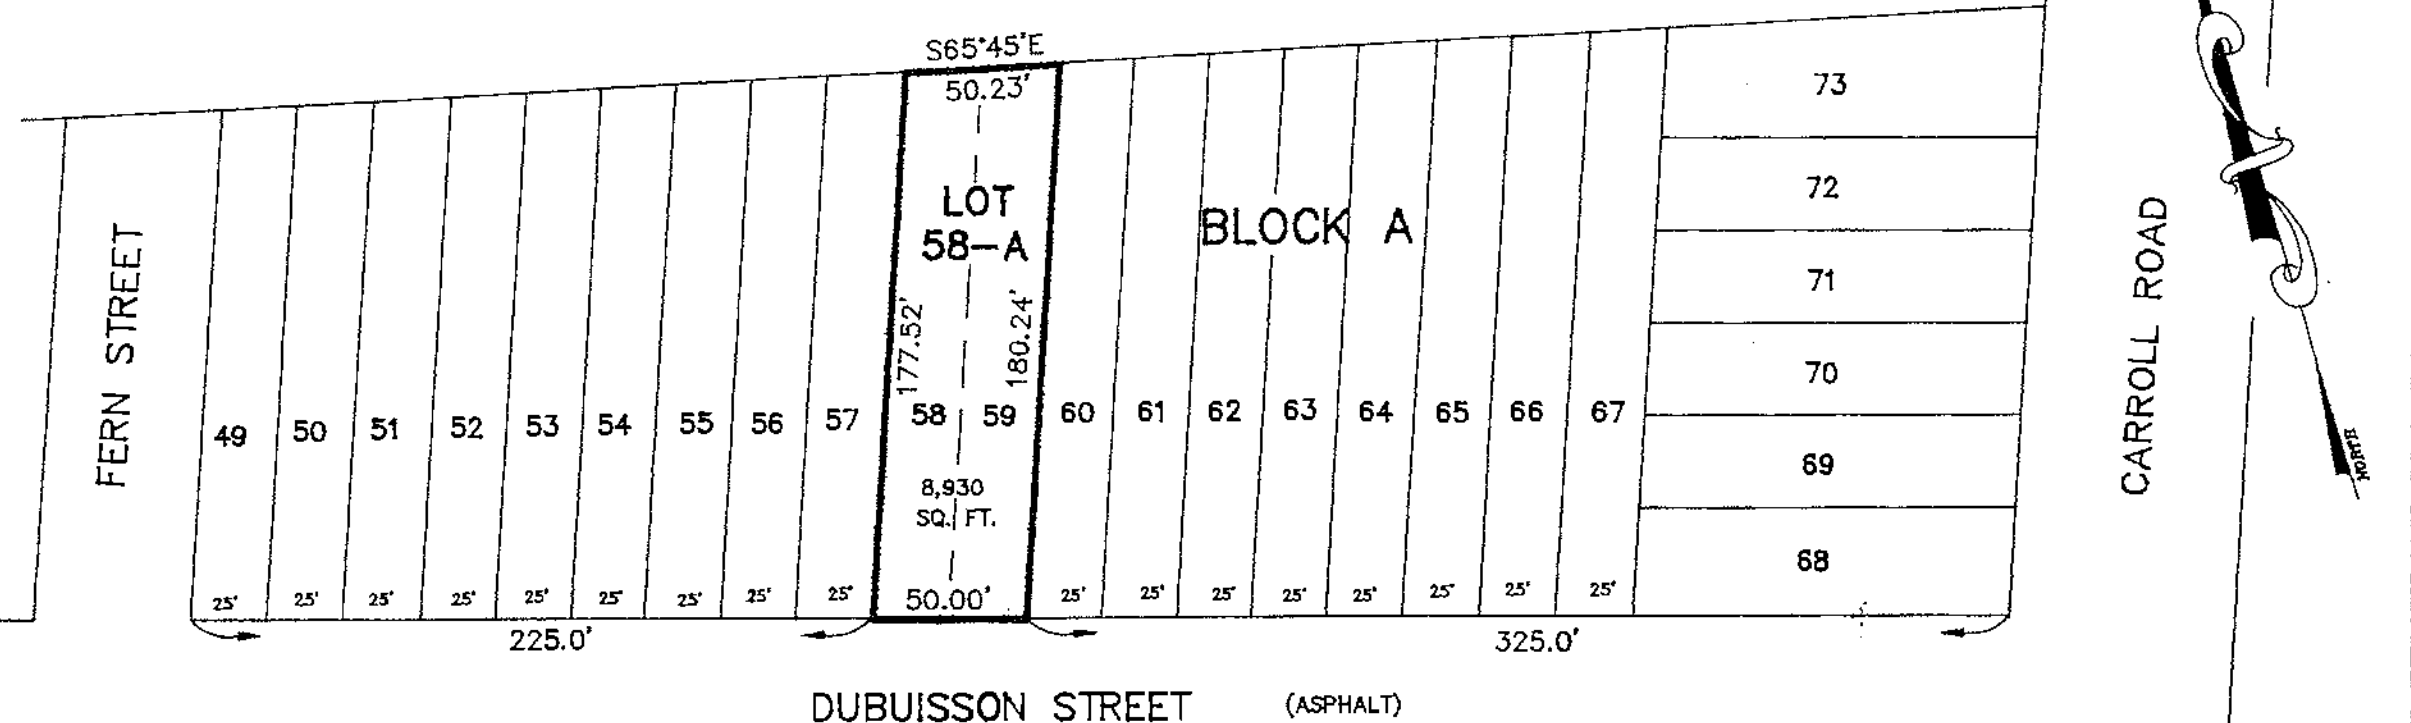 S65°45'E
50.23'
LOT
58-A
BLOCK A
177.52'
180.24'
8,930
SQ. FT.
50.00'
FERN STREET
49 50 51 52 53 54 55 56 57 58 59 60 61 62 63 64 65 66 67
73
72
71
70
69
68
25' 25' 25' 25' 25' 25' 25' 25' 25' 25' 25' 25' 25' 25' 25' 25' 25'
225.0'
325.0'
CARROLL ROAD
NORTH
DUBUISSON STREET (ASPHALT)